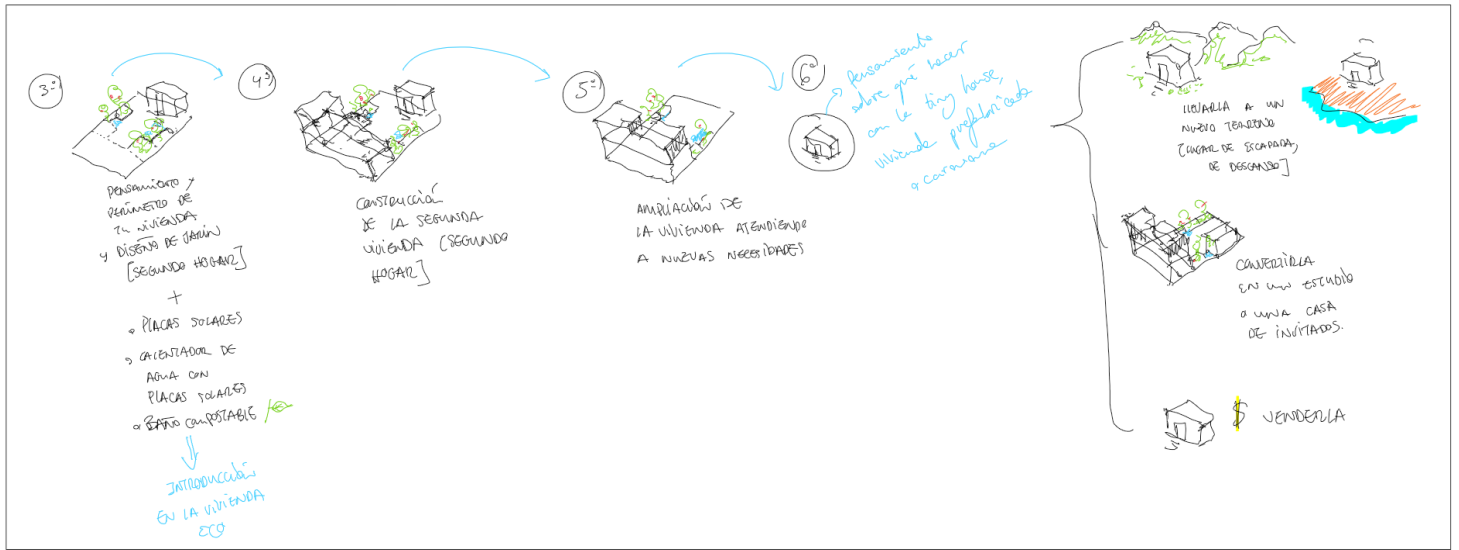 3º
PENSAMIENTO Y
PERÍMETRO DE
TU VIVIENDA
Y DISEÑO DE JARÍN
[SEGUNDO HOGAR]
+
PLACAS SOLARES
CALENTADOR DE
AGUA CON
PLACAS SOLARES
BAÑO COMPOSTABLE
INTRODUCCIÓN
EN LA VIVIENDA
ECO
4º
CONSTRUCCIÓN
DE LA SEGUNDA
VIVIENDA [SEGUNDO
HOGAR]
5º
AMPLIACIÓN DE
LA VIVIENDA ATENDIENDO
A NUEVAS NECESIDADES
6º
pensamiento
sobre qué hacer
con la tiny house,
vivienda prefabricada
o caravana
LLEVARLA A UN
NUEVO TERRENO
[LUGAR DE ESCAPADA,
DE DESCANSO]
CONVERTIRLA
EN UN ESTUDIO
O UNA CASA
DE INVITADOS.
$ VENDERLA